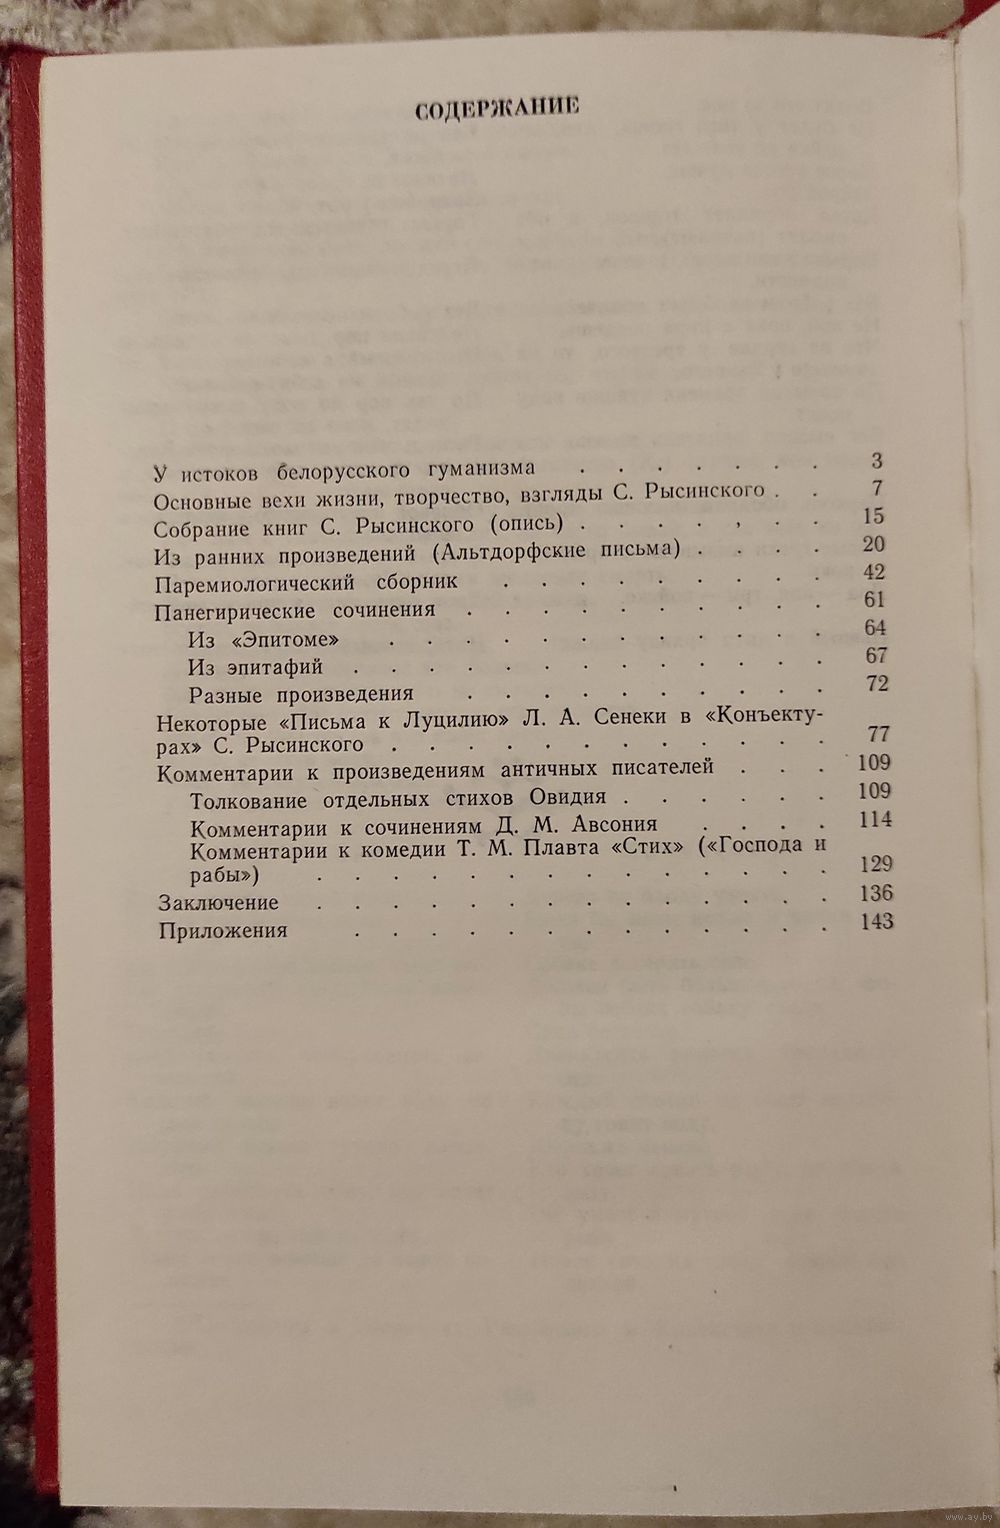 СОДЕРЖАНИЕ
У истоков белорусского гуманизма . . . . . . . 3
Основные вехи жизни, творчество, взгляды С. Рысинского . . 7
Собрание книг С. Рысинского (опись) . . . . , . . 15
Из ранних произведений (Альтдорфские письма) . . . . 20
Паремиологический сборник . . . . . . . . . 42
Панегирические сочинения . . . . . . . . . . 61
Из «Эпитоме» . . . . . . . . . . . . 64
Из эпитафий . . . . . . . . . . . . . 67
Разные произведения . . . . . . . . . . 72
Некоторые «Письма к Луцилию» Л. А. Сенеки в «Конъекту-
рах» С. Рысинского . . . . . . . . . . . . 77
Комментарии к произведениям античных писателей . . . 109
Толкование отдельных стихов Овидия . . . . . . 109
Комментарии к сочинениям Д. М. Авсония . . . . 114
Комментарии к комедии Т. М. Плавта «Стих» («Господа и
рабы») . . . . . . . . . . . . . . 129
Заключение . . . . . . . . . . . . . . 136
Приложения . . . . . . . . . . . . . 143
www.ay.by